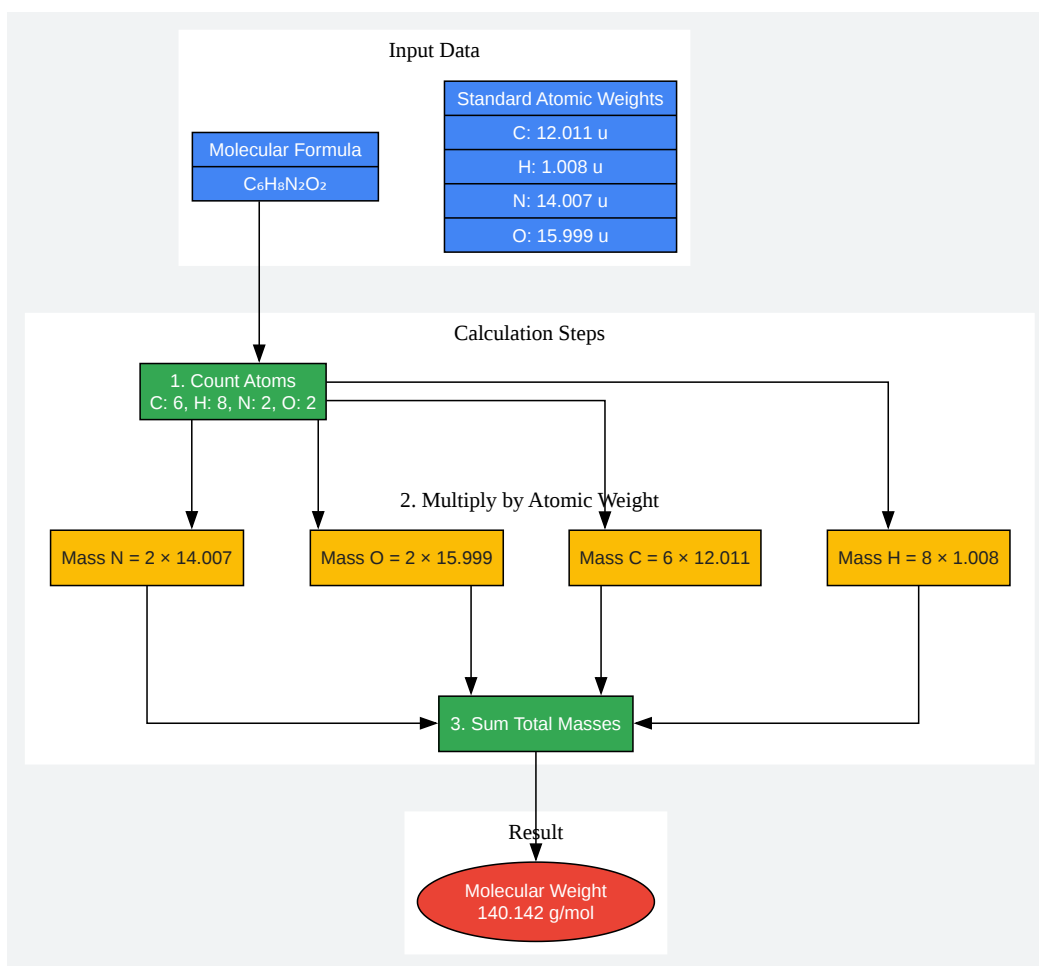 Input Data
Standard Atomic Weights
C: 12.011 u
H: 1.008 u
N: 14.007 u
O: 15.999 u
Molecular Formula
C₆H₈N₂O₂
Calculation Steps
1. Count Atoms
C: 6, H: 8, N: 2, O: 2
2. Multiply by Atomic Weight
Mass N = 2 × 14.007
Mass O = 2 × 15.999
Mass C = 6 × 12.011
Mass H = 8 × 1.008
3. Sum Total Masses
Result
Molecular Weight
140.142 g/mol